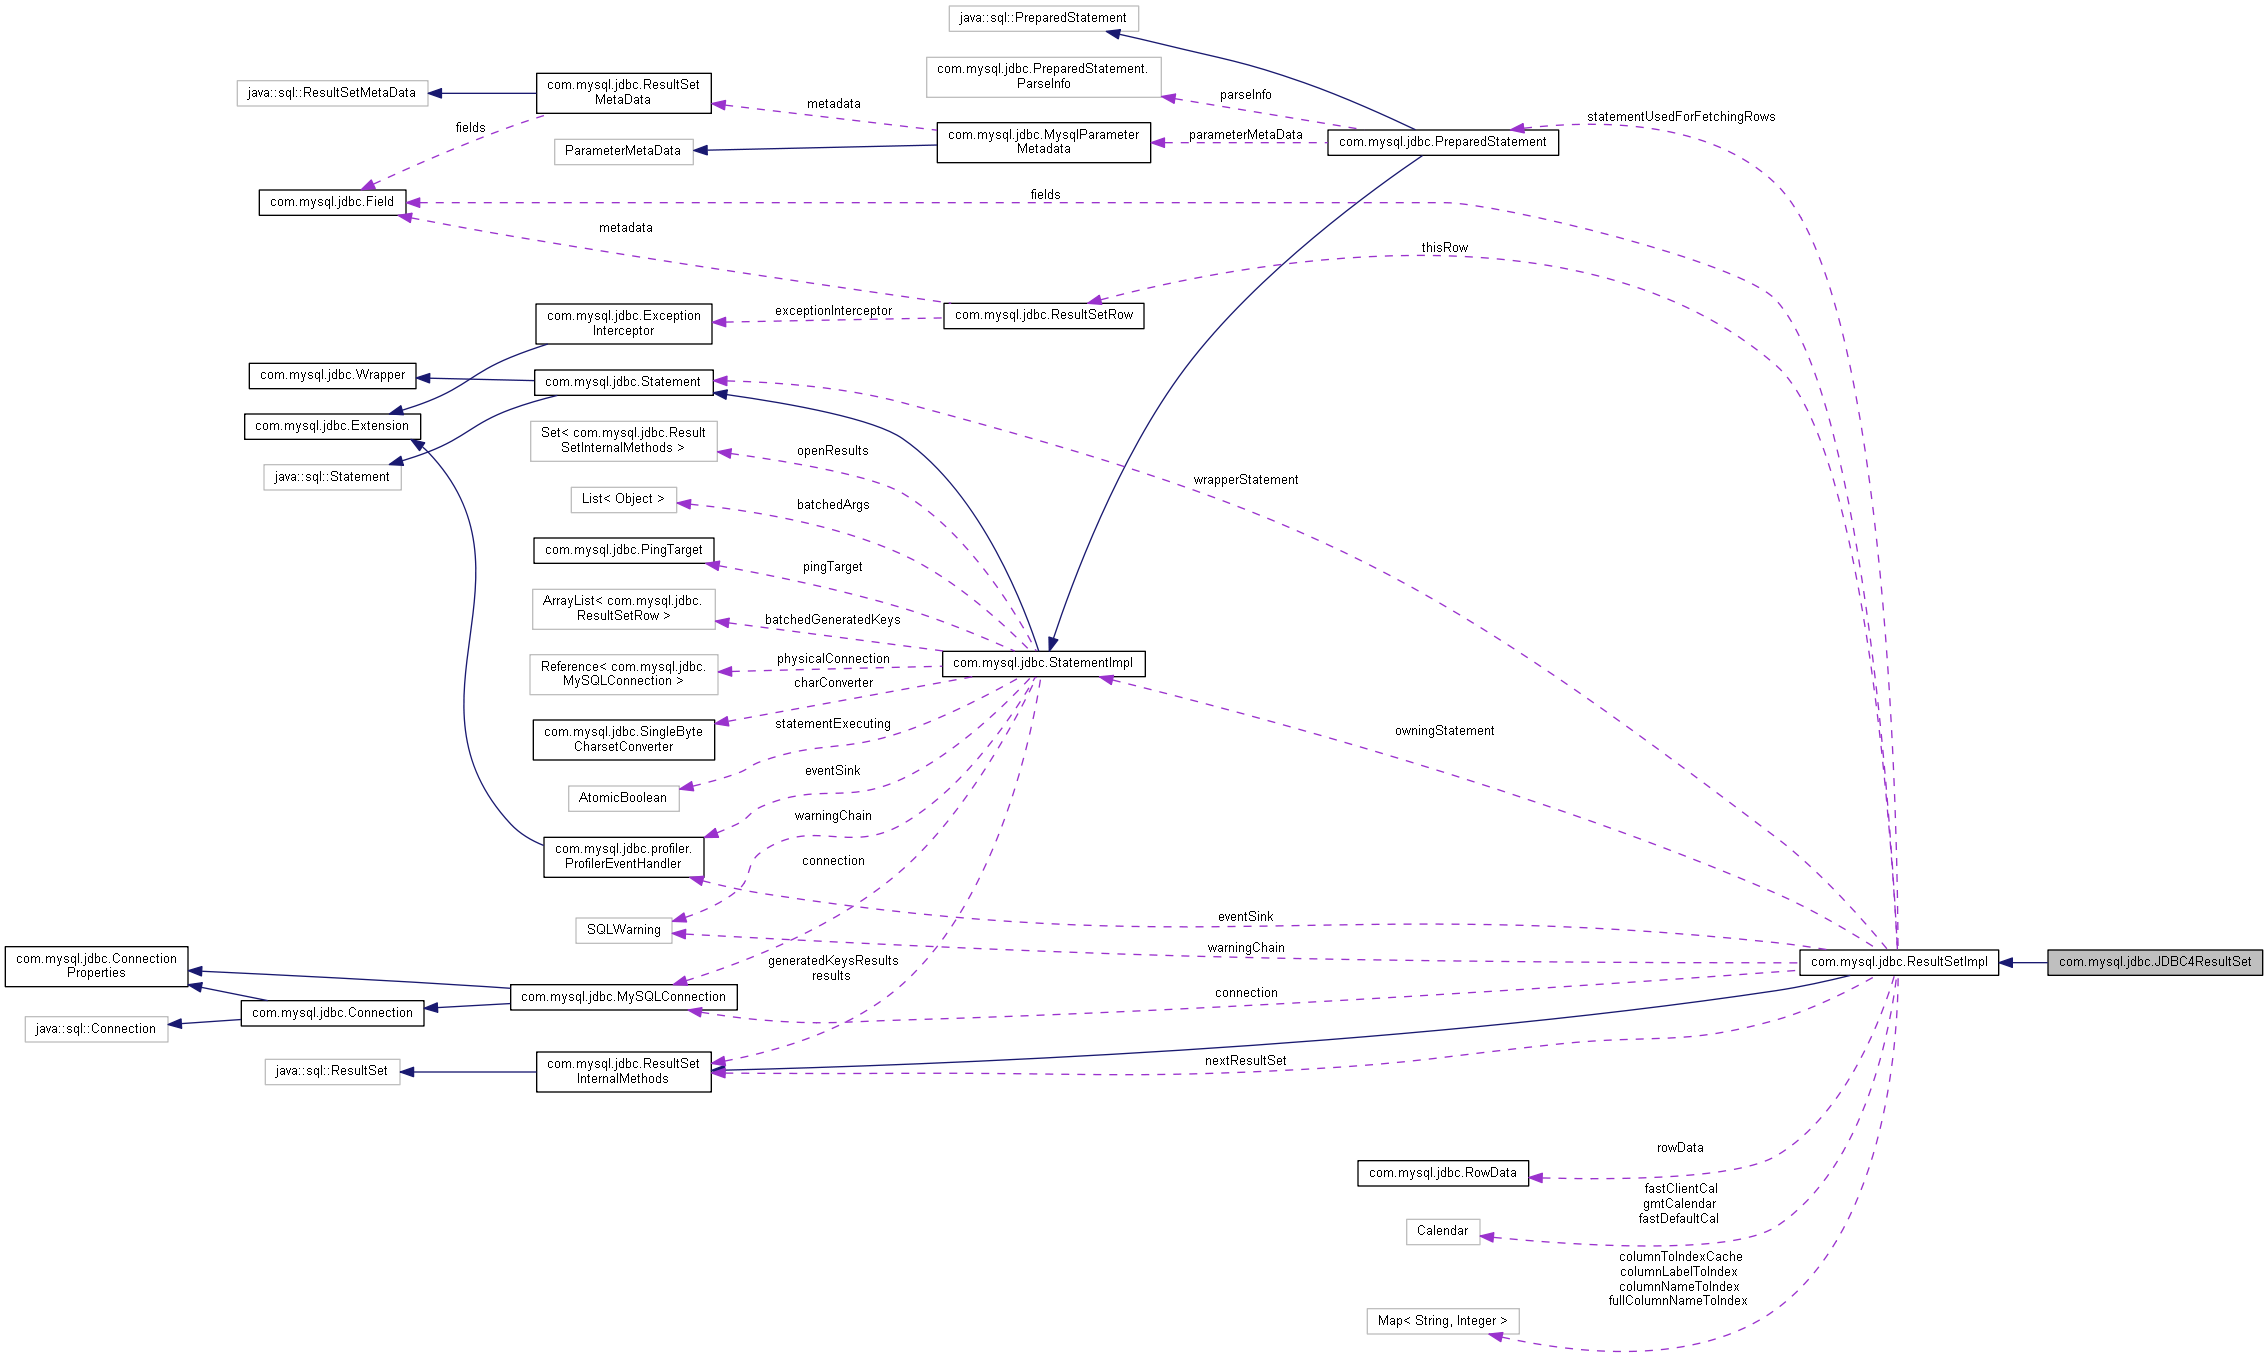 java::sql::PreparedStatement
com.mysql.jdbc.PreparedStatement.
ParseInfo
java::sql::ResultSetMetaData
com.mysql.jdbc.ResultSet
MetaData
metadata
parseInfo
statementUsedForFetchingRows
fields
ParameterMetaData
com.mysql.jdbc.MysqlParameter
Metadata
parameterMetaData
com.mysql.jdbc.PreparedStatement
com.mysql.jdbc.Field
fields
metadata
thisRow
com.mysql.jdbc.Exception
Interceptor
exceptionInterceptor
com.mysql.jdbc.ResultSetRow
com.mysql.jdbc.Wrapper
com.mysql.jdbc.Statement
com.mysql.jdbc.Extension
java::sql::Statement
Set< com.mysql.jdbc.Result
SetInternalMethods >
openResults
wrapperStatement
List< Object >
batchedArgs
com.mysql.jdbc.PingTarget
pingTarget
ArrayList< com.mysql.jdbc.
ResultSetRow >
batchedGeneratedKeys
Reference< com.mysql.jdbc.
MySQLConnection >
physicalConnection
com.mysql.jdbc.StatementImpl
charConverter
com.mysql.jdbc.SingleByte
CharsetConverter
statementExecuting
owningStatement
AtomicBoolean
eventSink
warningChain
com.mysql.jdbc.profiler.
ProfilerEventHandler
connection
SQLWarning
eventSink
warningChain
com.mysql.jdbc.Connection
Properties
generatedKeysResults
results
com.mysql.jdbc.ResultSetImpl
com.mysql.jdbc.JDBC4ResultSet
com.mysql.jdbc.MySQLConnection
connection
com.mysql.jdbc.Connection
java::sql::Connection
java::sql::ResultSet
com.mysql.jdbc.ResultSet
InternalMethods
nextResultSet
rowData
com.mysql.jdbc.RowData
fastClientCal
gmtCalendar
fastDefaultCal
Calendar
columnToIndexCache
columnLabelToIndex
columnNameToIndex
fullColumnNameToIndex
Map< String, Integer >